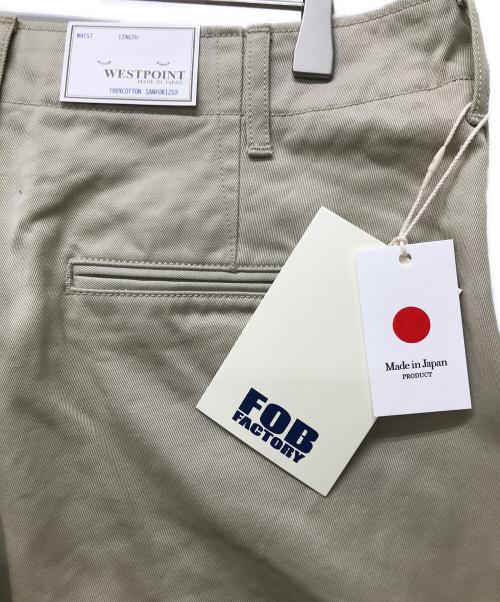 WAIST LENGTH
WESTPOINT
MADE IN JAPAN
100%COTTON SANFORIZED
FOB
FACTORY
Made in Japan
PRODUCT